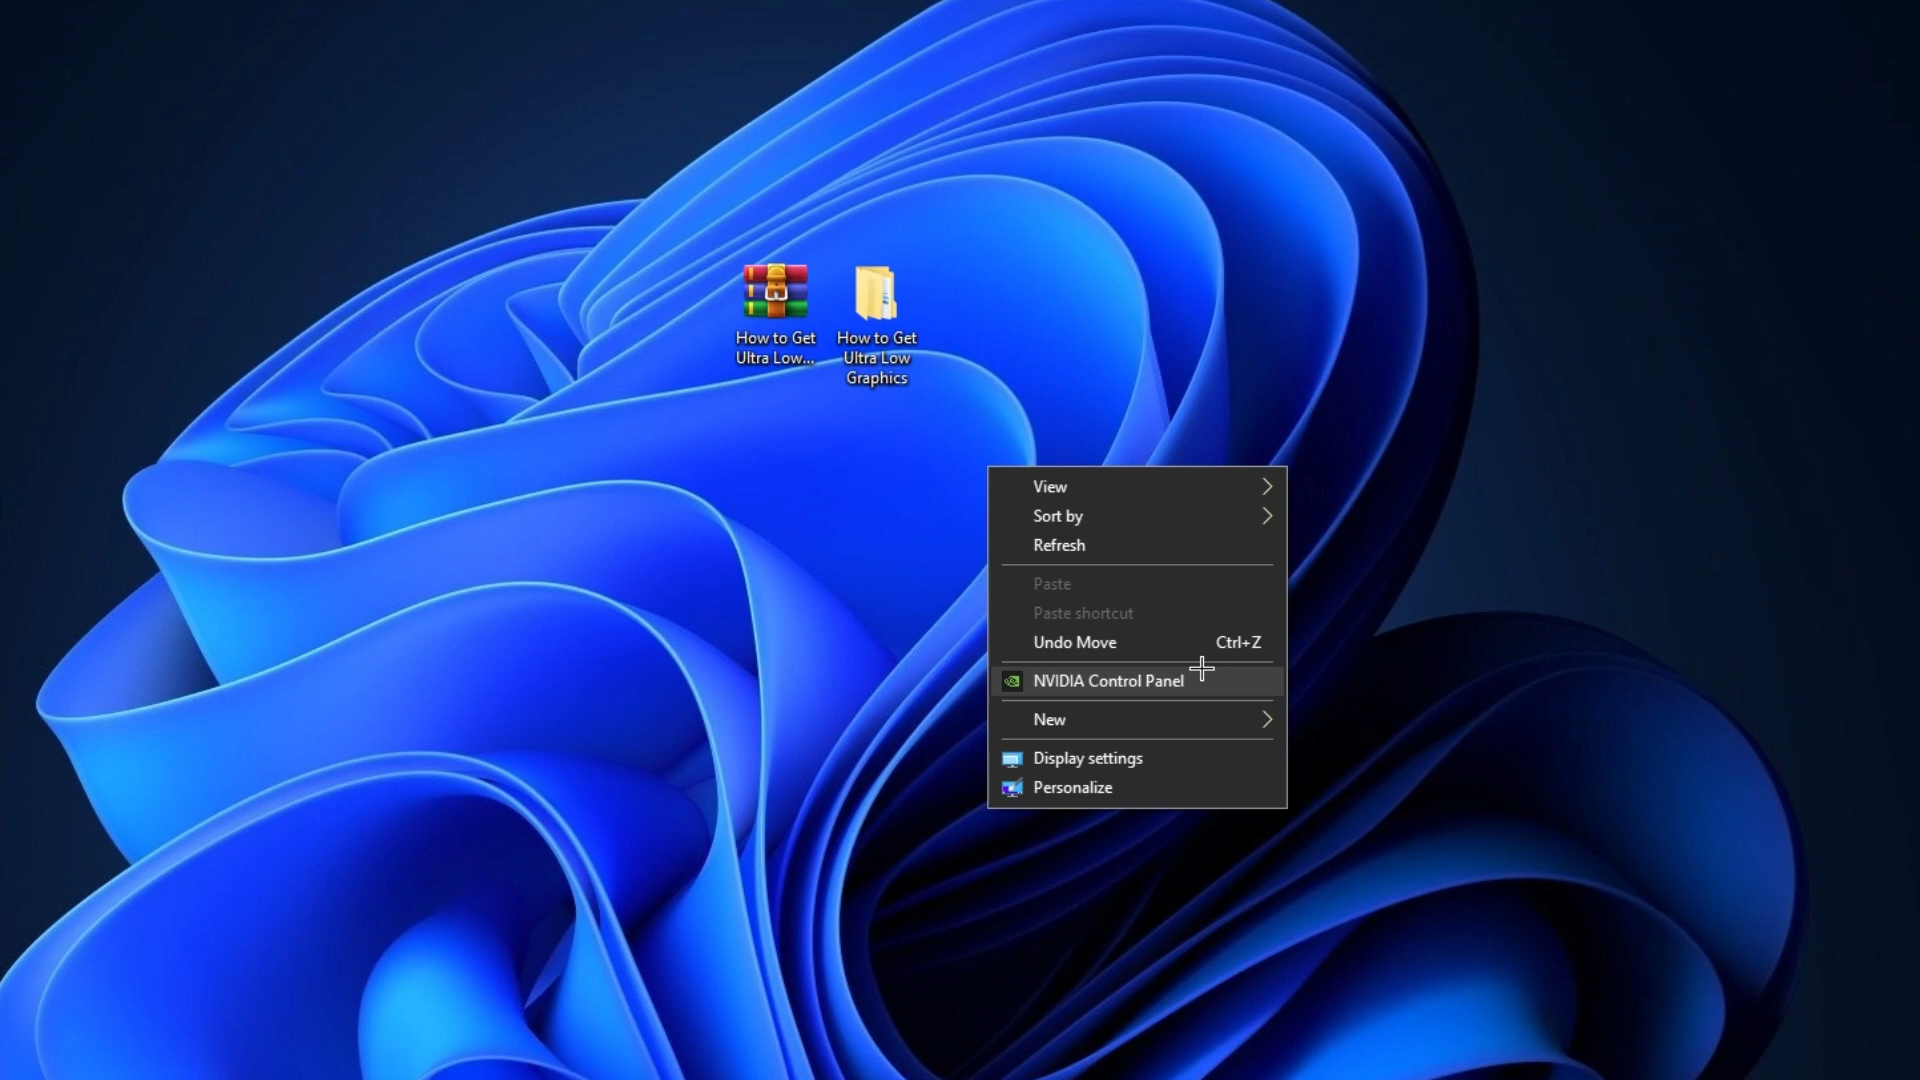 How to Get
Ultra Low...
How to Get
Ultra Low
Graphics
View
Sort by
Refresh
Paste
Paste shortcut
Undo Move Ctrl+Z
NVIDIA Control Panel
New
Display settings
Personalize